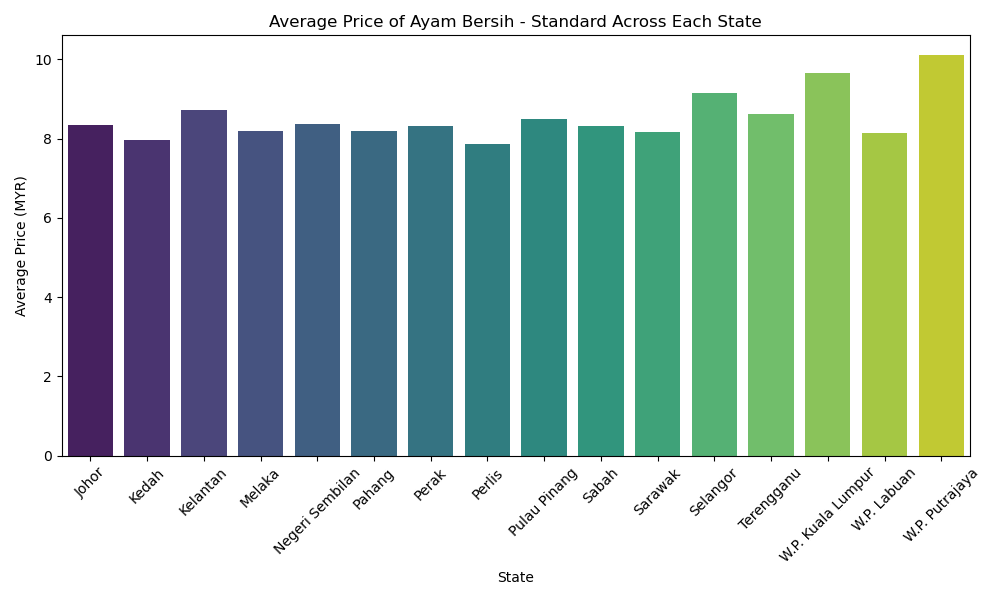 Average Price of Ayam Bersih - Standard Across Each State
Average Price (MYR)
10
8
6
4
2
0
Johor
Kedah
Kelantan
Melaka
Negeri Sembilan
Pahang
Perak
Perlis
Pulau Pinang
Sabah
Sarawak
Selangor
Terengganu
W.P. Kuala Lumpur
W.P. Labuan
W.P. Putrajaya
State